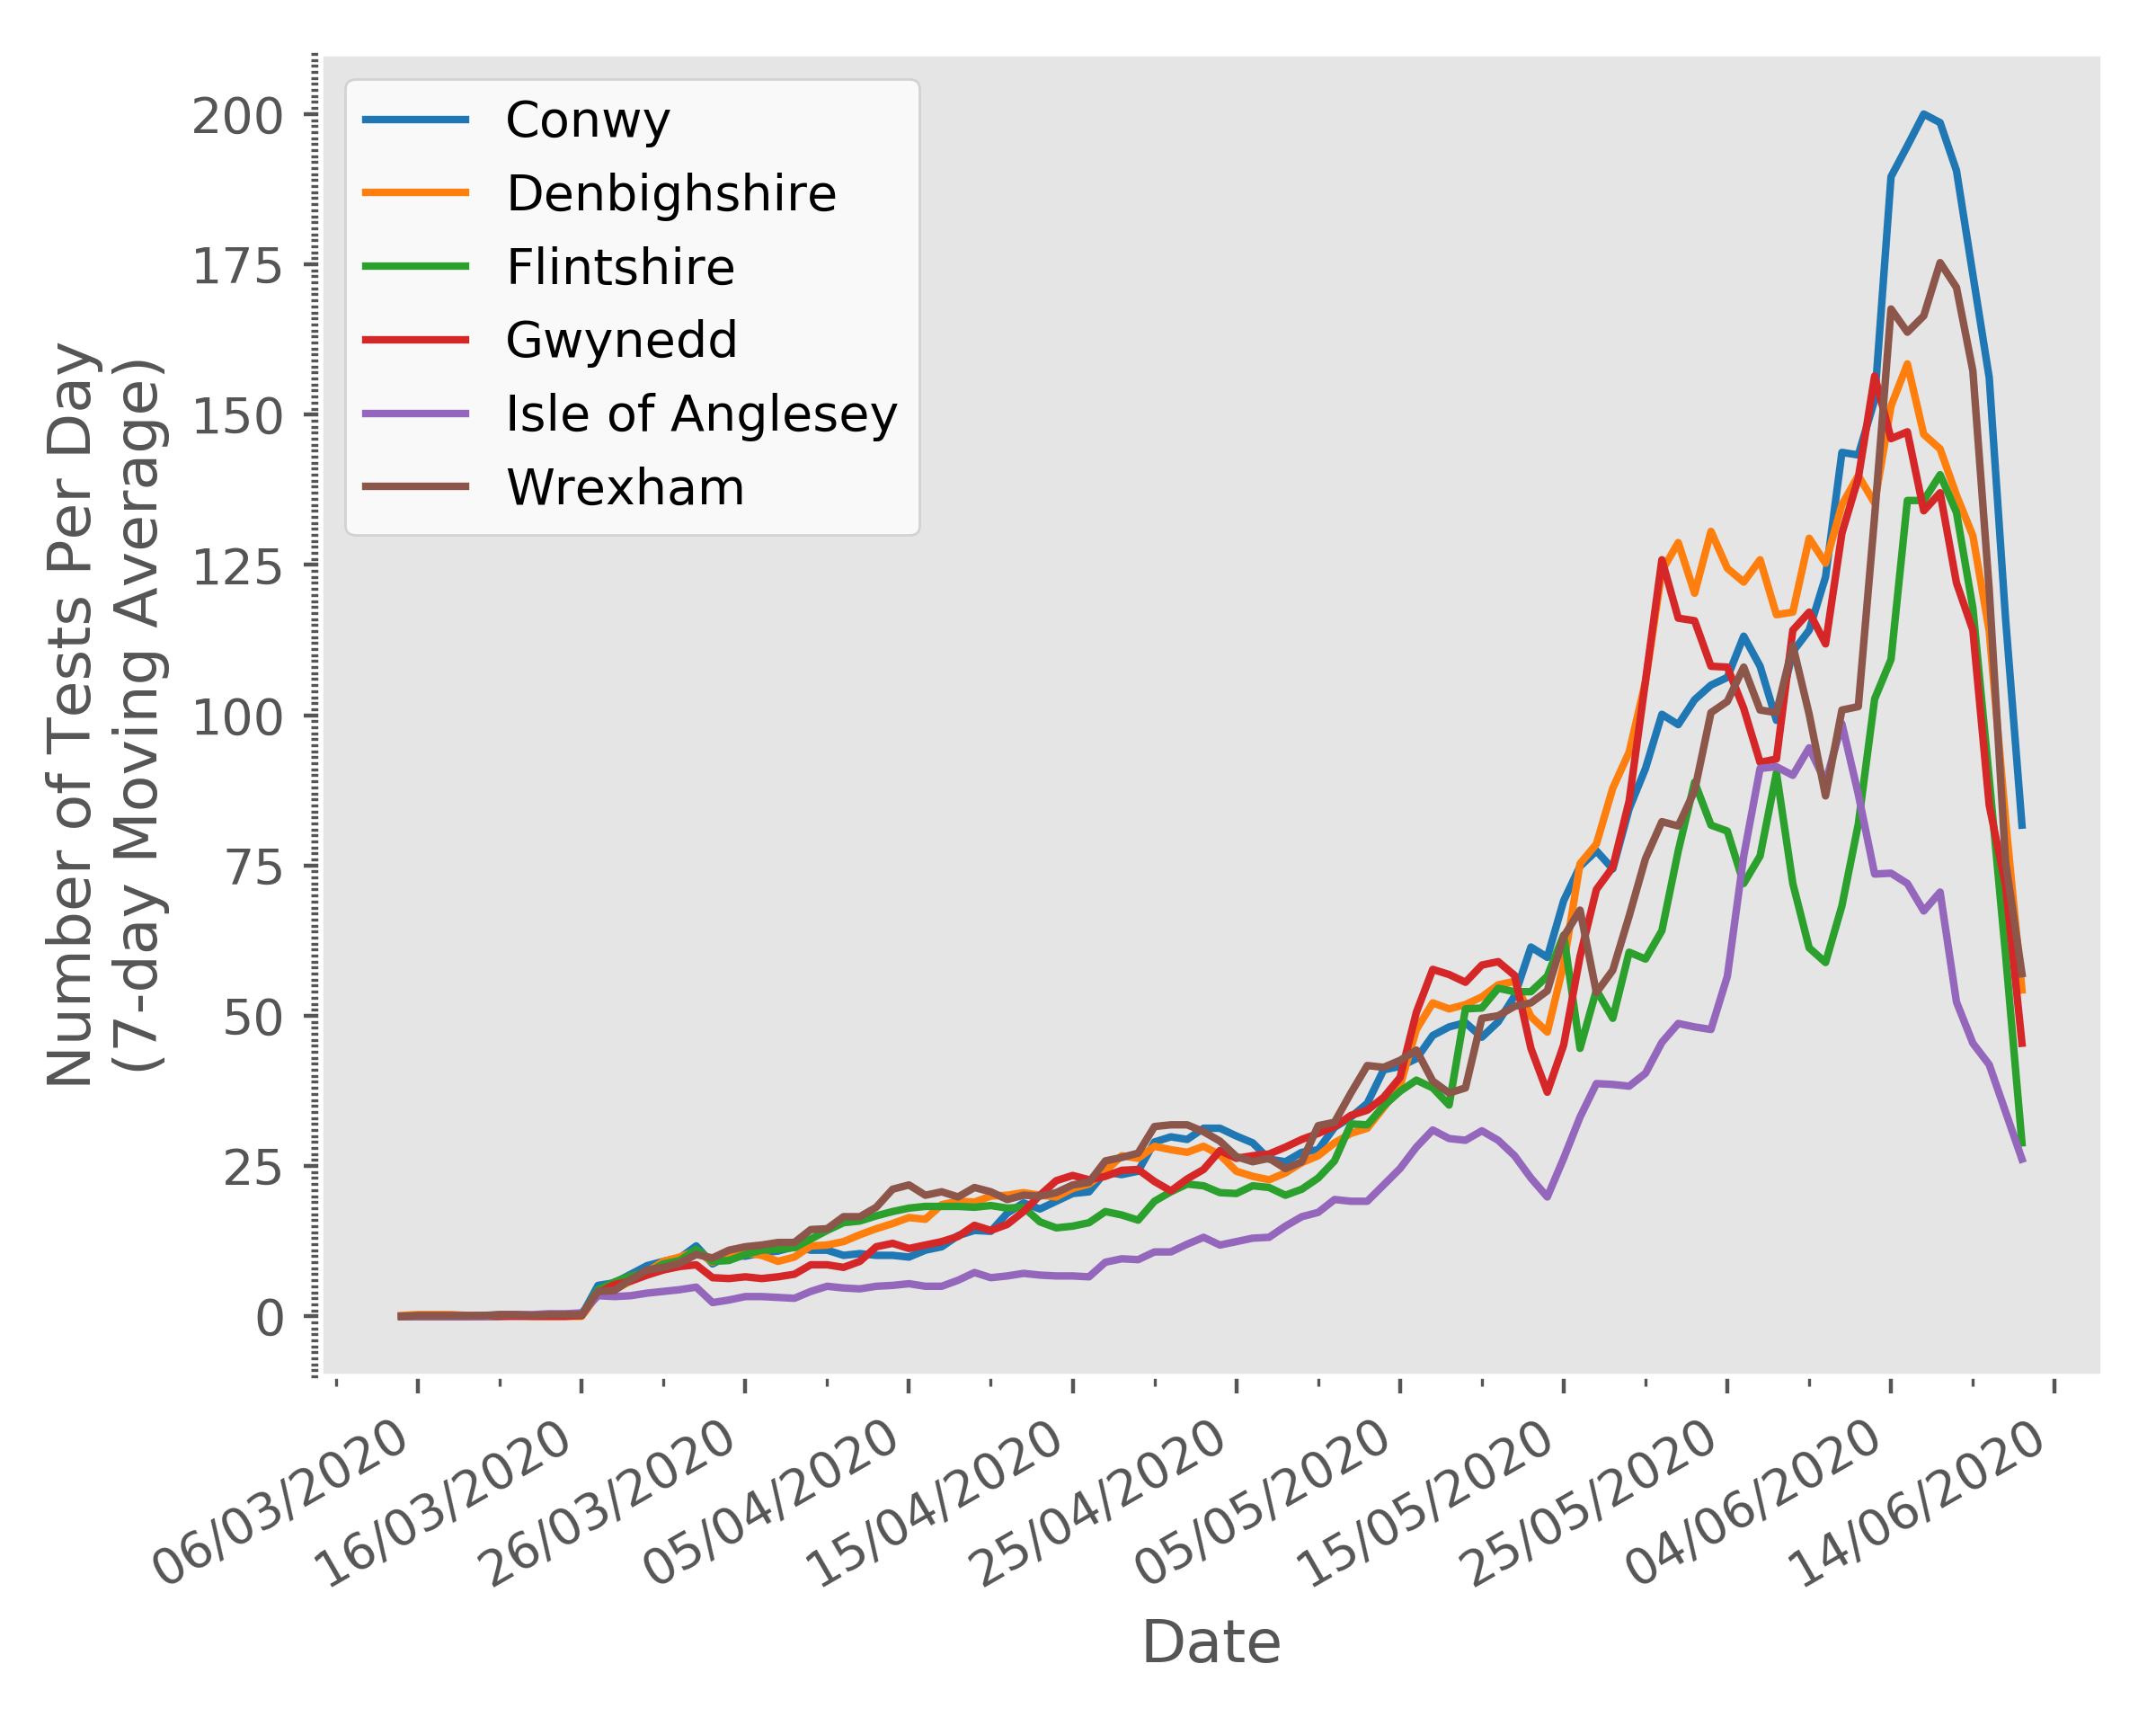 Conwy
Denbighshire
Flintshire
Gwynedd
Isle of Anglesey
Wrexham
200
175
150
125
100
75
50
25
0
Number of Tests Per Day
(7-day Moving Average)
06/03/2020
16/03/2020
26/03/2020
05/04/2020
15/04/2020
25/04/2020
05/05/2020
15/05/2020
25/05/2020
04/06/2020
14/06/2020
Date